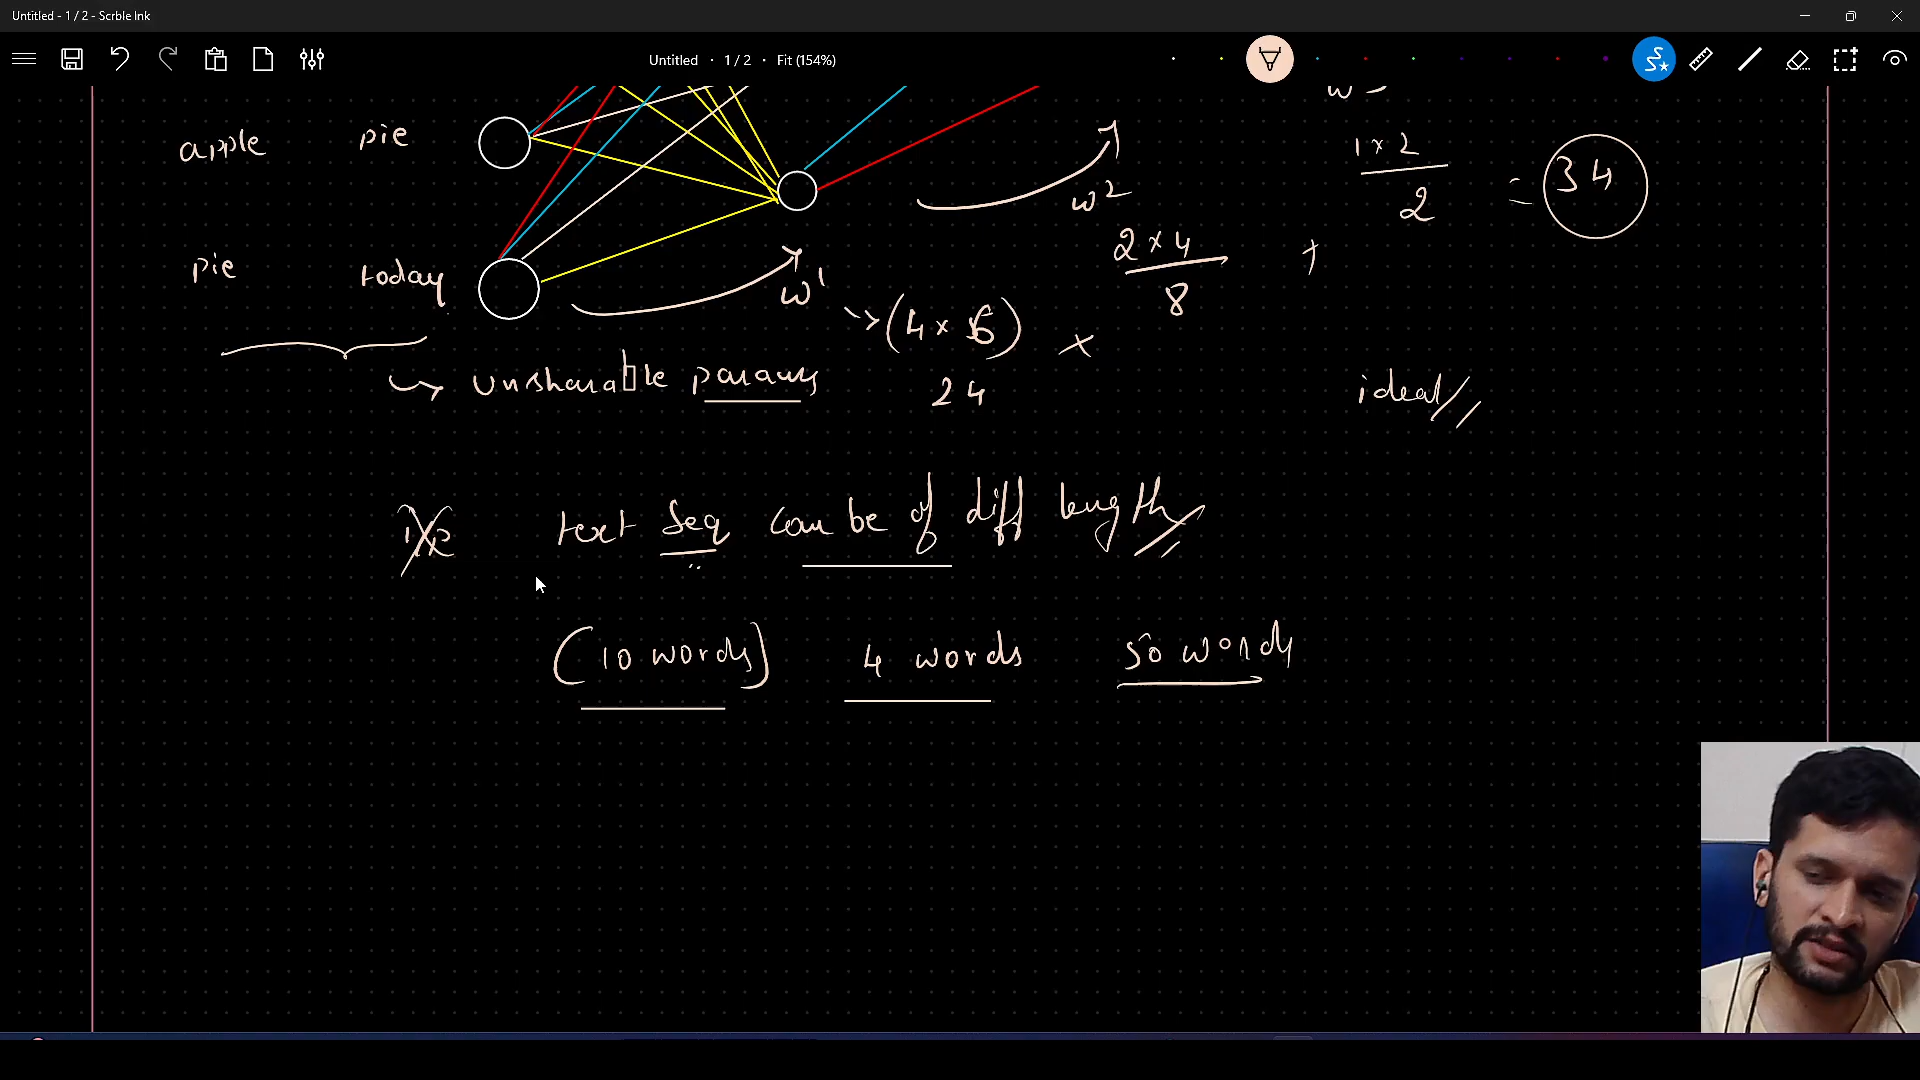 Untitled - 1 / 2 - Scrble Ink
Untitled • 1 / 2 • Fit (154%)
apple pie
w
1 x 2
2
= 34
w2
2 x 4
8
+
pie today
w1
(4 x 6) x
24
unsharable params
ideal
text seq can be of diff length
(10 words) 4 words 50 words